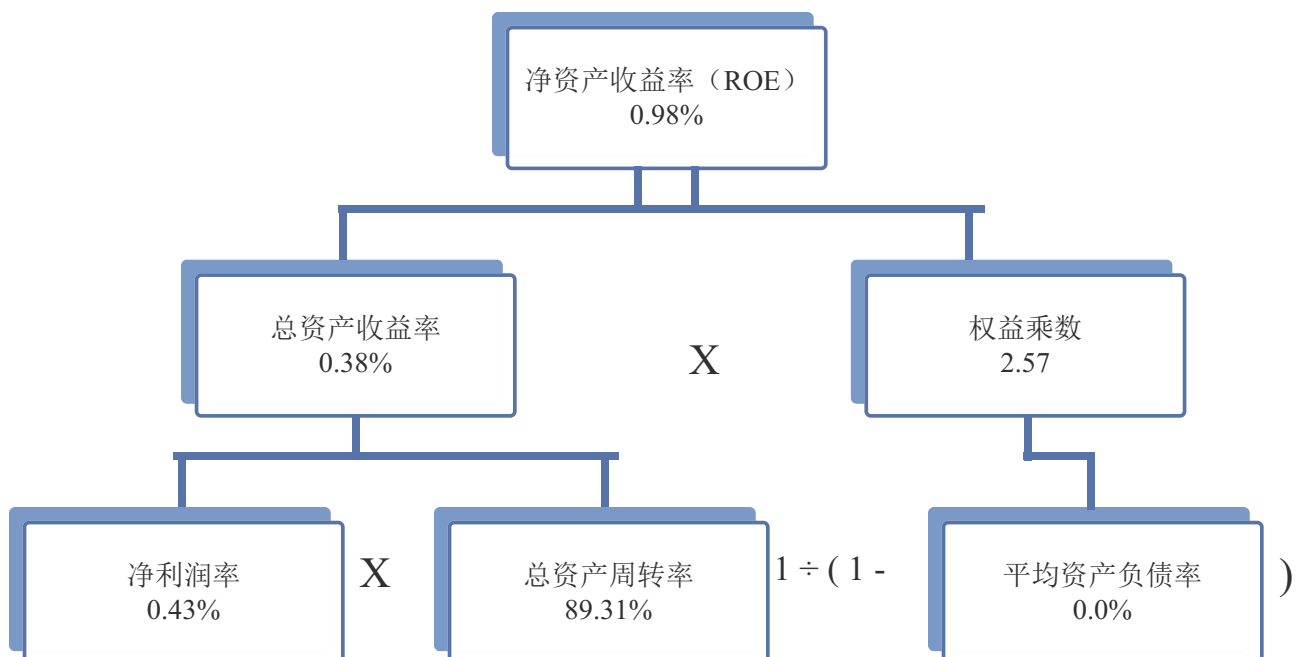 净资产收益率（ROE）
0.98%
总资产收益率
0.38%
X
权益乘数
2.57
净利润率
0.43%
X
总资产周转率
89.31%
1 ÷ ( 1 -
平均资产负债率
0.0%
)